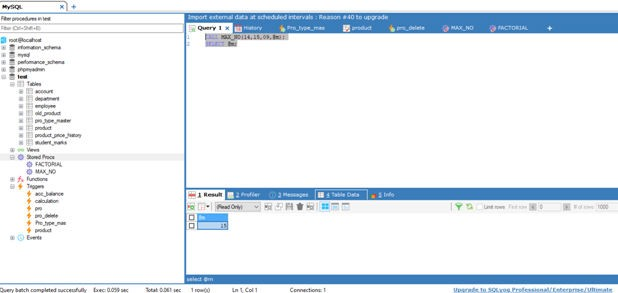 MySQL
Filter procedures in test
Filter (Ctrl+Shift+B)
root@localhost
information_schema
mysql
performance_schema
phpmyadmin
test
Tables
account
department
employee
old_product
pro_type_master
product
product_price_history
student_marks
Views
Stored Procs
FACTORIAL
MAX_NO
Functions
Triggers
acc_balance
calculation
pro
pro_delete
Pro_type_mas
product
Events
Import external data at scheduled intervals : Reason #40 to upgrade
Query 1 History Pro_type_mas product pro_delete MAX_NO FACTORIAL
1 CALL MAX_NO(14,15,09,@m);
2 SELECT @m;
1 Result 2 Profiler 3 Messages 4 Table Data 5 Info
(Read Only) Limit rows First row 0 # of rows 1000
@m
15
select @m
Query batch completed successfully Exec: 0.059 sec Total: 0.061 sec 1 row(s) Ln 1, Col 1 Connections: 1 Upgrade to SQLyog Professional/Enterprise/Ultimate